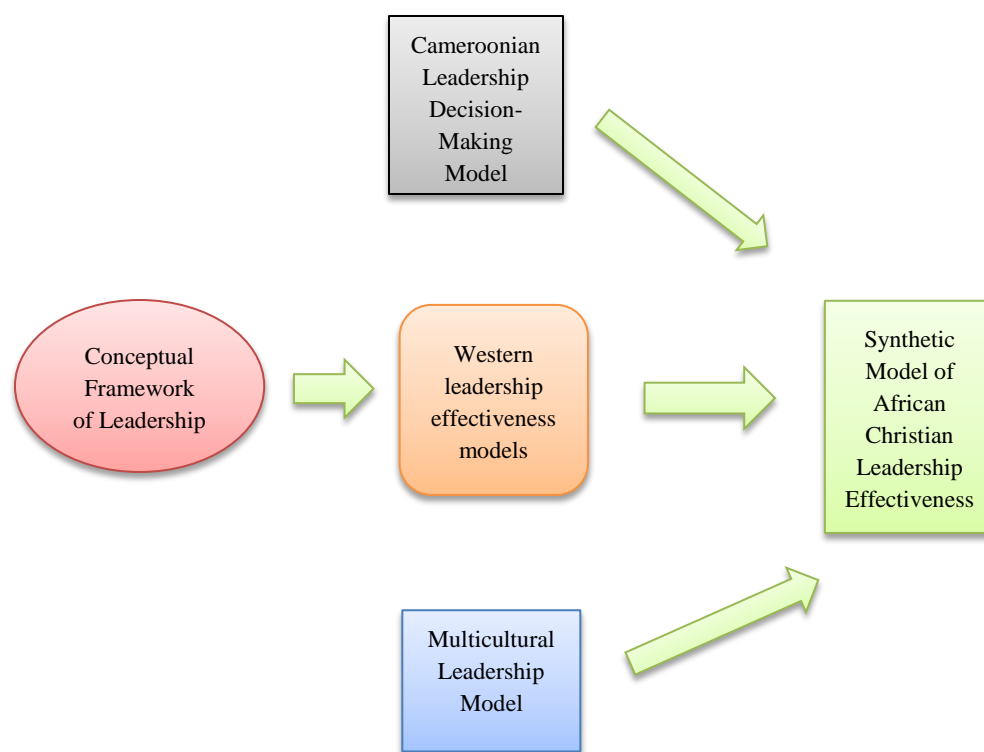 Cameroonian
Leadership
Decision-
Making
Model
Conceptual
Framework
of Leadership
Western
leadership
effectiveness
models
Synthetic
Model of
African
Christian
Leadership
Effectiveness
Multicultural
Leadership
Model